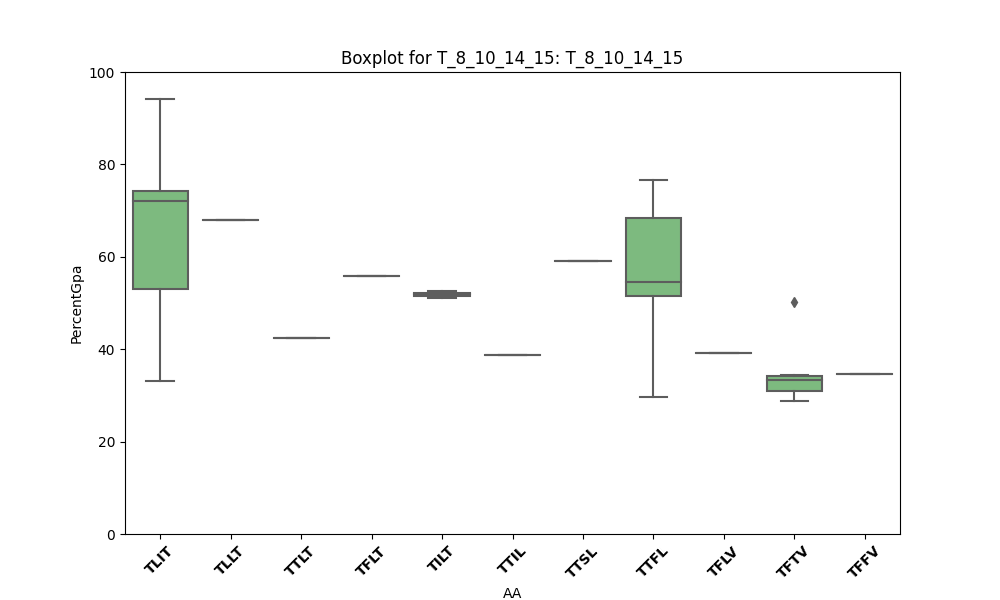 Boxplot for T_8_10_14_15: T_8_10_14_15
100
80
60
40
20
0
PercentGpa
TLIT
TLLT
TTLT
TFLT
TILT
TTIL
TTSL
TTFL
TFLV
TFTV
TFFV
AA